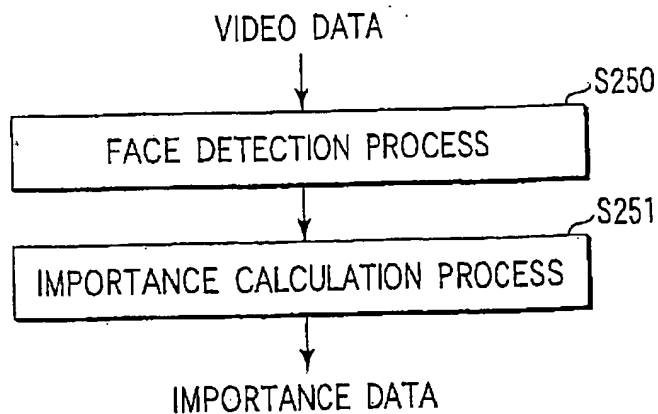 VIDEO DATA
S250
FACE DETECTION PROCESS
S251
IMPORTANCE CALCULATION PROCESS
IMPORTANCE DATA